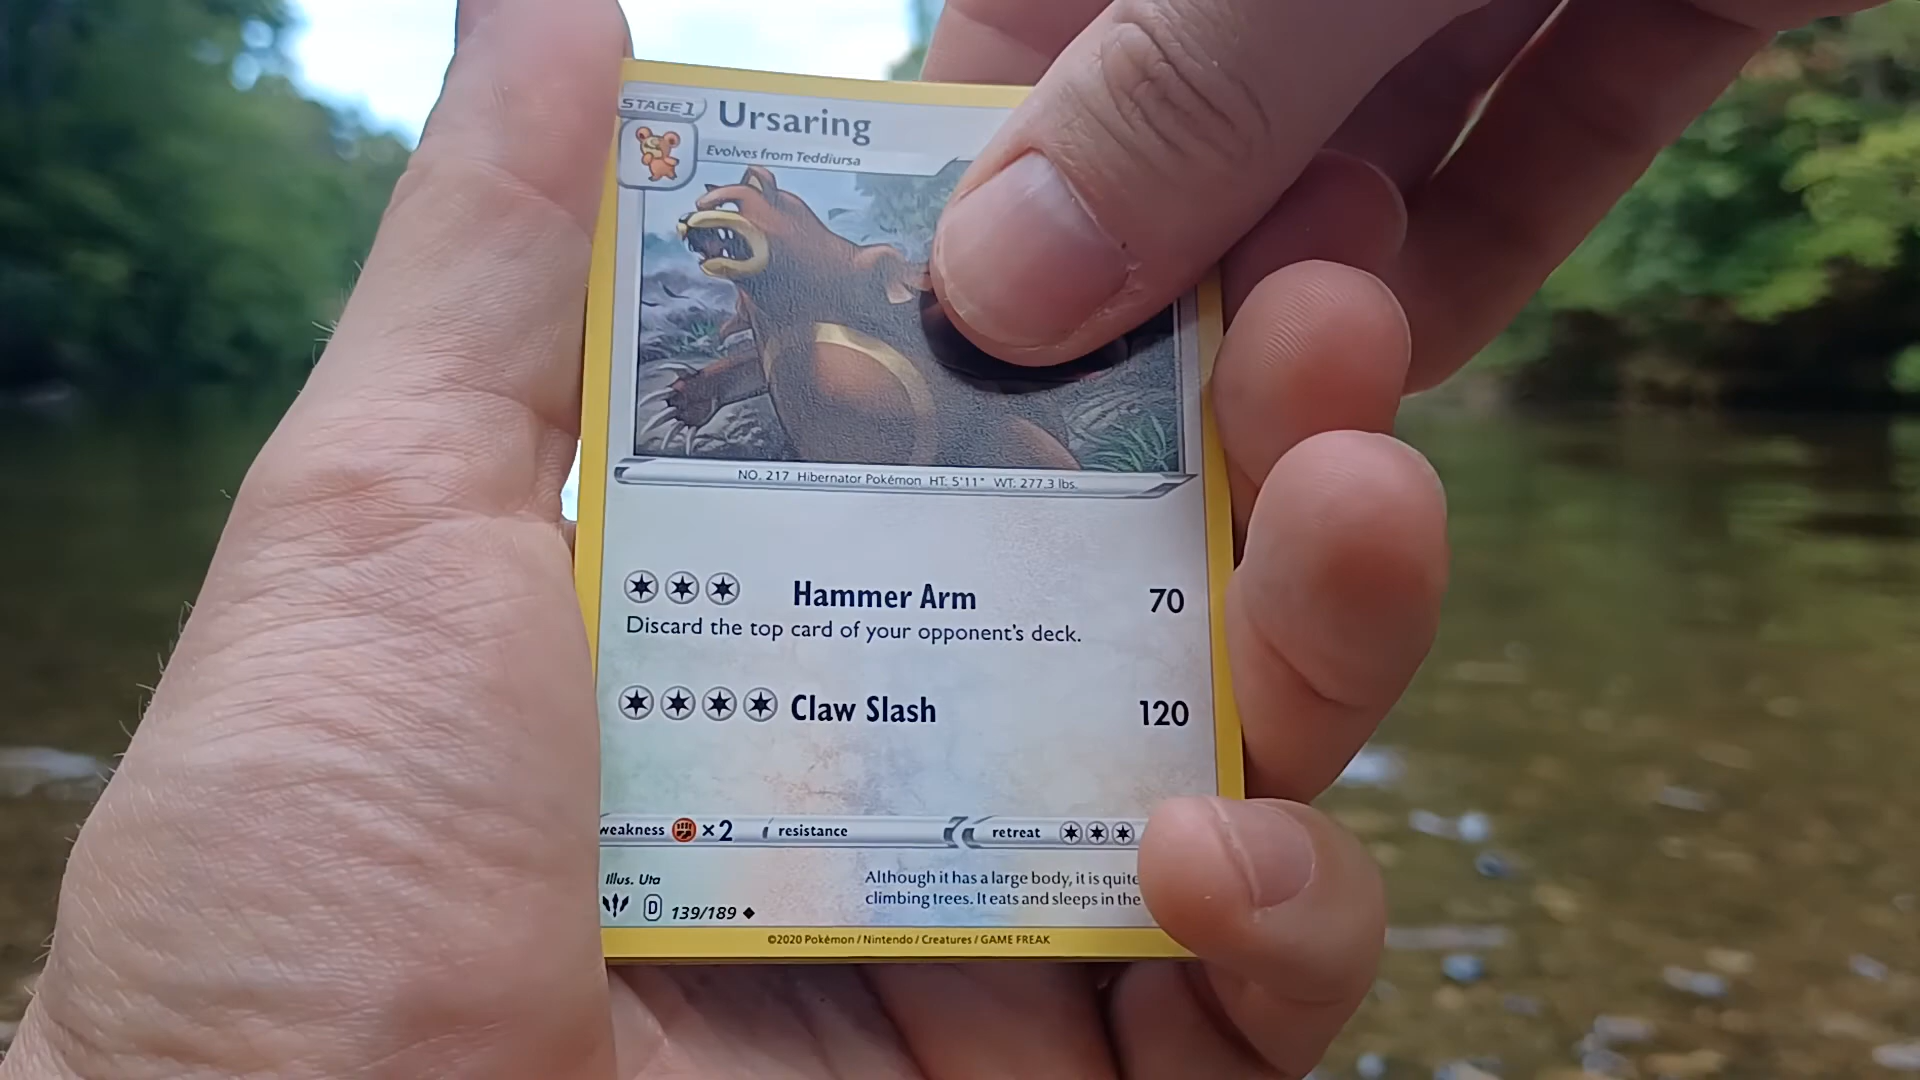 STAGE1
Ursaring
Evolves from Teddiursa
NO. 217 Hibernator Pokémon HT: 5'11" WT: 277.3 lbs.
Hammer Arm 70
Discard the top card of your opponent's deck.
Claw Slash 120
weakness ×2 resistance retreat
Illus. Uta
Although it has a large body, it is quite
climbing trees. It eats and sleeps in the
D 139/189
©2020 Pokémon / Nintendo / Creatures / GAME FREAK